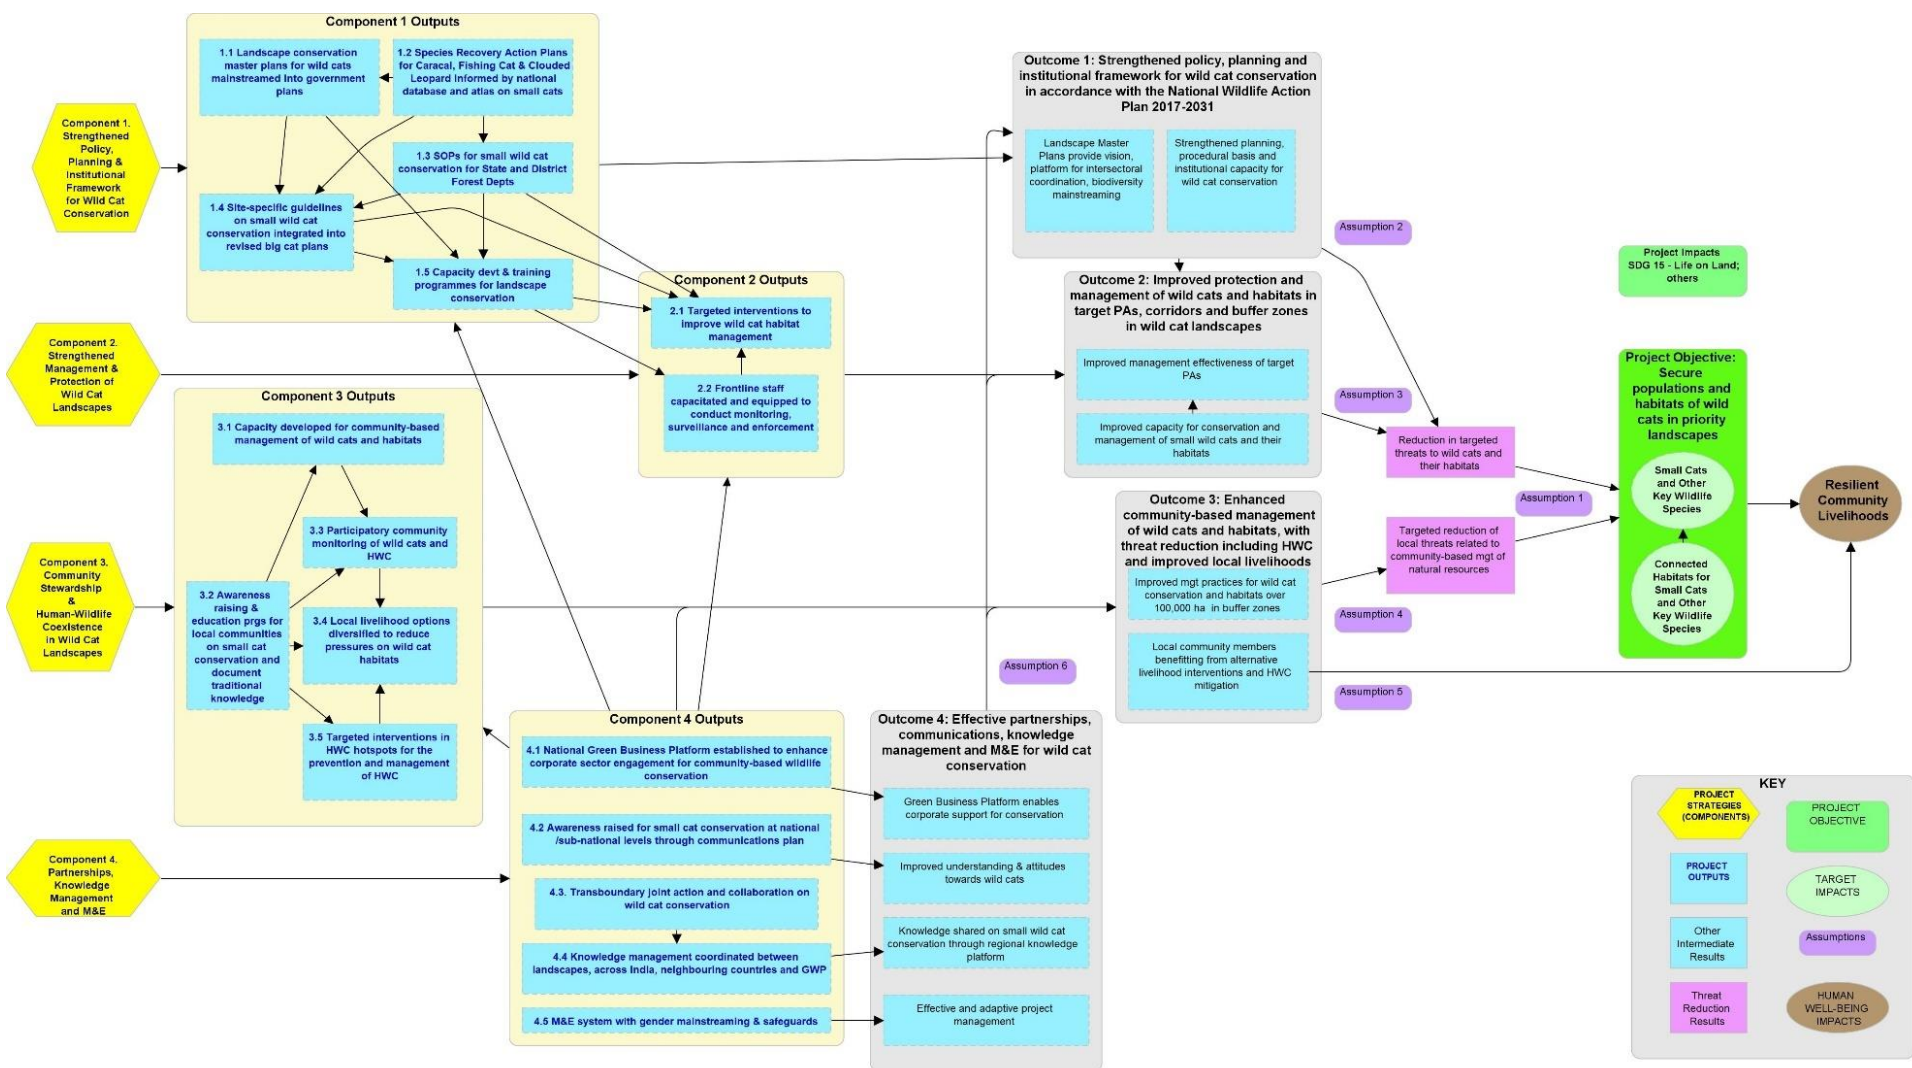 Component 1.
Strengthened
Policy,
Planning &
Institutional
Framework
for Wild Cat
Conservation
Component 2.
Strengthened
Management &
Protection of
Wild Cat
Landscapes
Component 3.
Community
Stewardship
&
Human-Wildlife
Coexistence
in Wild Cat
Landscapes
Component 4.
Partnerships,
Knowledge
Management
and M&E
Component 1 Outputs
1.1 Landscape conservation
master plans for wild cats
mainstreamed into government
plans
1.2 Species Recovery Action Plans
for Caracal, Fishing Cat & Clouded
Leopard informed by national
database and atlas on small cats
1.3 SOPs for small wild cat
conservation for State and District
Forest Depts
1.4 Site-specific guidelines
on small wild cat
conservation integrated into
revised big cat plans
1.5 Capacity devt & training
programmes for landscape
conservation
Component 2 Outputs
2.1 Targeted interventions to
improve wild cat habitat
management
2.2 Frontline staff
capacitated and equipped to
conduct monitoring,
surveillance and enforcement
Component 3 Outputs
3.1 Capacity developed for community-based
management of wild cats and habitats
3.3 Participatory community
monitoring of wild cats and
HWC
3.2 Awareness
raising &
education prgs for
local communities
on small cat
conservation and
document
traditional
knowledge
3.4 Local livelihood options
diversified to reduce
pressures on wild cat
habitats
3.5 Targeted interventions in
HWC hotspots for the
prevention and management
of HWC
Component 4 Outputs
4.1 National Green Business Platform established to enhance
corporate sector engagement for community-based wildlife
conservation
4.2 Awareness raised for small cat conservation at national
/sub-national levels through communications plan
4.3. Transboundary joint action and collaboration on
wild cat conservation
4.4 Knowledge management coordinated between
landscapes, across India, neighbouring countries and GWP
4.5 M&E system with gender mainstreaming & safeguards
Outcome 1: Strengthened policy, planning and
institutional framework for wild cat conservation
in accordance with the National Wildlife Action
Plan 2017-2031
Landscape Master
Plans provide vision,
platform for intersectoral
coordination, biodiversity
mainstreaming
Strengthened planning,
procedural basis and
institutional capacity for
wild cat conservation
Outcome 2: Improved protection and
management of wild cats and habitats in
target PAs, corridors and buffer zones
in wild cat landscapes
Improved management effectiveness of target
PAs
Improved capacity for conservation and
management of small wild cats and their
habitats
Outcome 3: Enhanced
community-based management
of wild cats and habitats, with
threat reduction including HWC
and improved local livelihoods
Improved mgt practices for wild cat
conservation and habitats over
100,000 ha in buffer zones
Local community members
benefitting from alternative
livelihood interventions and HWC
mitigation
Outcome 4: Effective partnerships,
communications, knowledge
management and M&E for wild cat
conservation
Green Business Platform enables
corporate support for conservation
Improved understanding & attitudes
towards wild cats
Knowledge shared on small wild cat
conservation through regional knowledge
platform
Effective and adaptive project
management
Assumption 2
Assumption 3
Assumption 1
Assumption 4
Assumption 5
Assumption 6
Reduction in targeted
threats to wild cats and
their habitats
Targeted reduction of
local threats related to
community-based mgt of
natural resources
Project Impacts
SDG 15 - Life on Land;
others
Project Objective:
Secure
populations and
habitats of wild
cats in priority
landscapes
Small Cats
and Other
Key Wildlife
Species
Connected
Habitats for
Small Cats
and Other
Key Wildlife
Species
Resilient
Community
Livelihoods
KEY
PROJECT
STRATEGIES
(COMPONENTS)
PROJECT
OBJECTIVE
PROJECT
OUTPUTS
TARGET
IMPACTS
Other
Intermediate
Results
Assumptions
Threat
Reduction
Results
HUMAN
WELL-BEING
IMPACTS